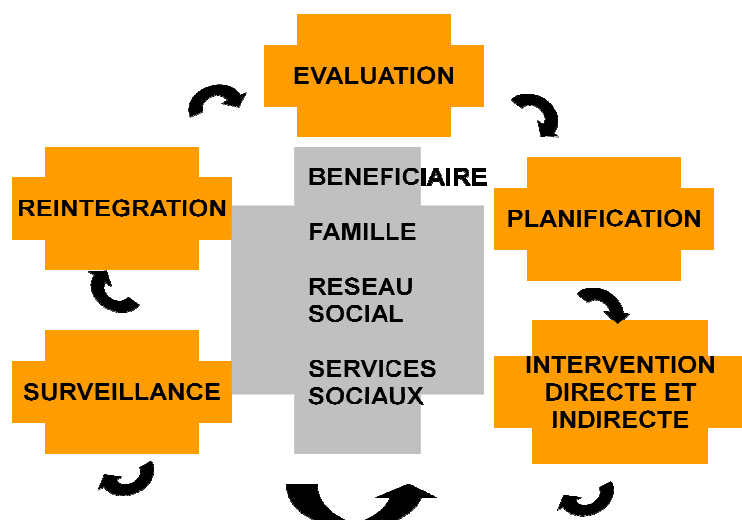 EVALUATION
BENEFICIAIRE
FAMILLE
RESEAU
SOCIAL
SERVICES
SOCIAUX
REINTEGRATION
PLANIFICATION
SURVEILLANCE
INTERVENTION
DIRECTE ET
INDIRECTE